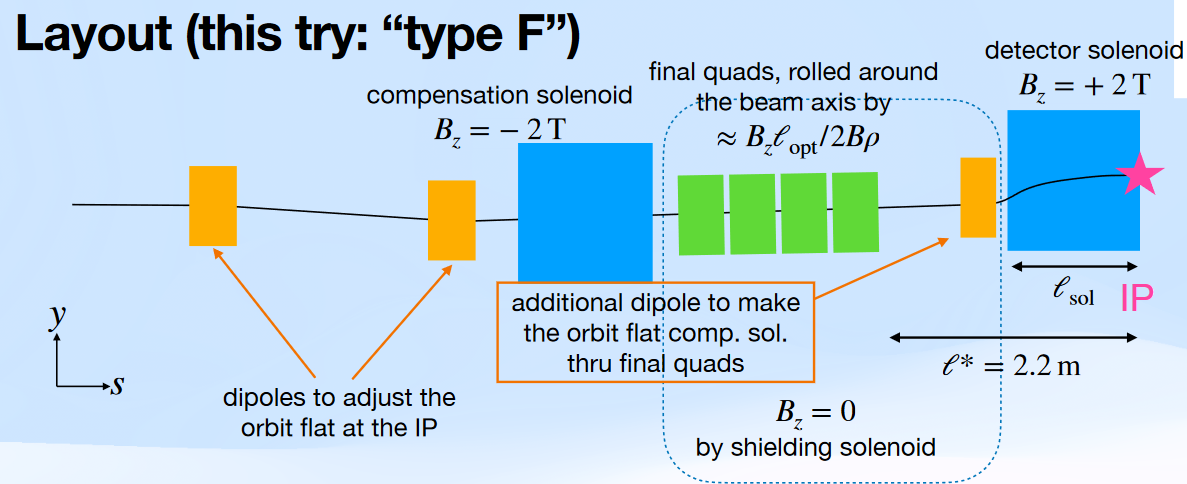 Layout (this try: “type F”)
detector solenoid
B_z = + 2 T
final quads, rolled around
the beam axis by
≈ B_z ℓ_opt/2Bρ
compensation solenoid
B_z = − 2 T
ℓ_sol
IP
additional dipole to make
the orbit flat comp. sol.
thru final quads
y
s
ℓ* = 2.2 m
dipoles to adjust the
orbit flat at the IP
B_z = 0
by shielding solenoid